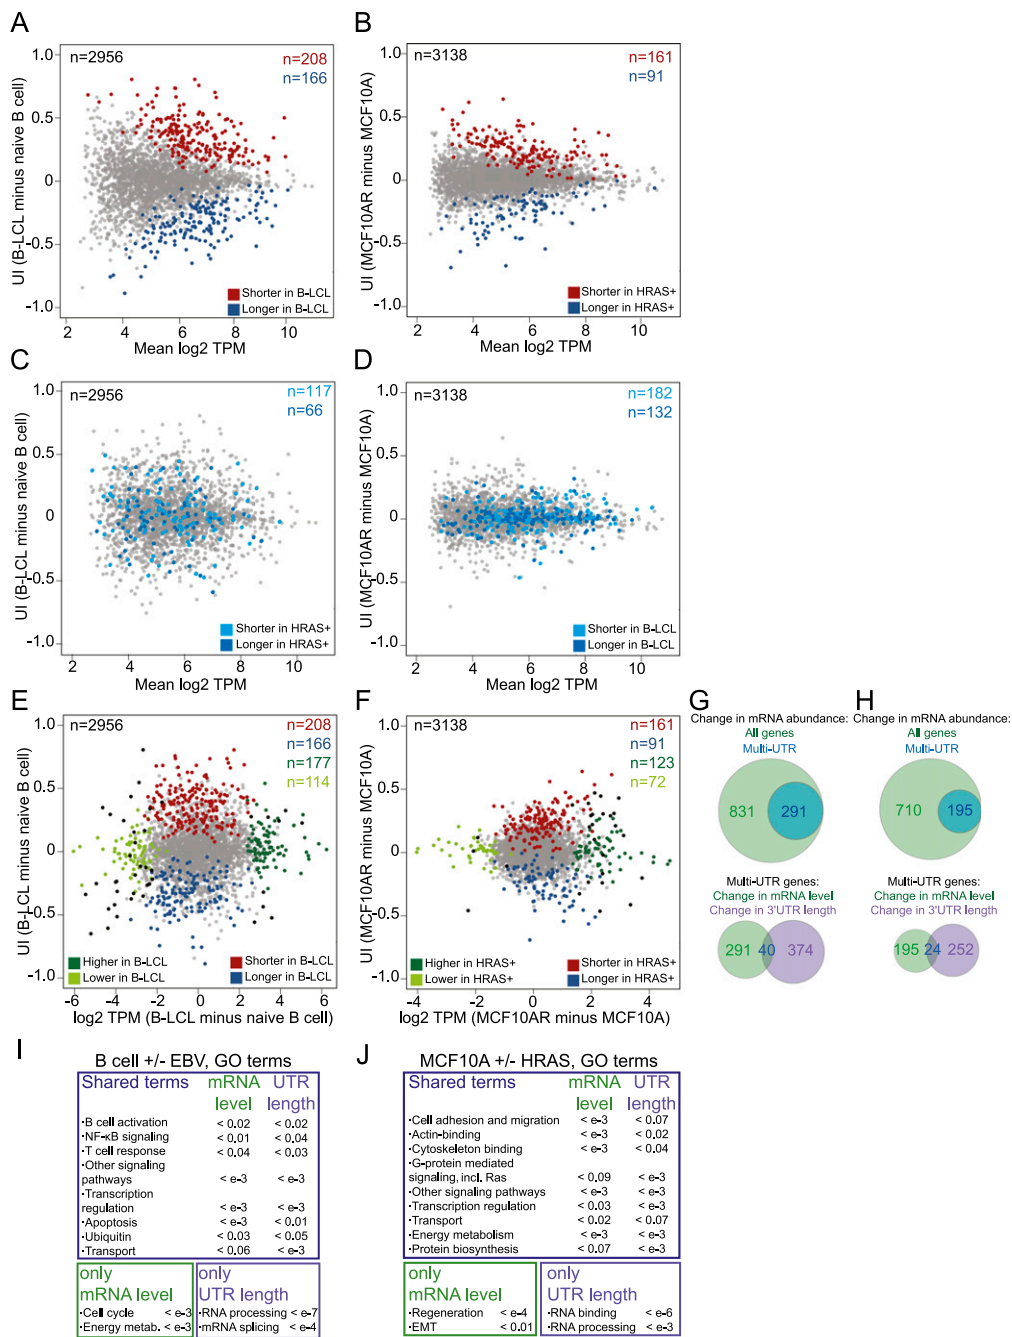 A
B
1.0
0.5
0
-0.5
-1.0
UI (B-LCL minus naive B cell)
n=2956
n=208
n=166
Shorter in B-LCL
Longer in B-LCL
2 4 6 8 10
Mean log2 TPM
1.0
0.5
0
-0.5
-1.0
UI (MCF10AR minus MCF10A)
n=3138
n=161
n=91
Shorter in HRAS+
Longer in HRAS+
2 4 6 8 10
Mean log2 TPM
C
D
1.0
0.5
0
-0.5
-1.0
UI (B-LCL minus naive B cell)
n=2956
n=117
n=66
Shorter in HRAS+
Longer in HRAS+
2 4 6 8 10
Mean log2 TPM
1.0
0.5
0
-0.5
-1.0
UI (MCF10AR minus MCF10A)
n=3138
n=182
n=132
Shorter in B-LCL
Longer in B-LCL
2 4 6 8 10
Mean log2 TPM
E
F
G
H
1.0
0.5
0
-0.5
-1.0
UI (B-LCL minus naive B cell)
n=2956
n=208
n=166
n=177
n=114
Higher in B-LCL
Lower in B-LCL
Shorter in B-LCL
Longer in B-LCL
-6 -4 -2 0 2 4 6
log2 TPM (B-LCL minus naive B cell)
1.0
0.5
0
-0.5
-1.0
UI (MCF10AR minus MCF10A)
n=3138
n=161
n=91
n=123
n=72
Higher in HRAS+
Lower in HRAS+
Shorter in HRAS+
Longer in HRAS+
-4 -2 0 2 4
log2 TPM (MCF10AR minus MCF10A)
Change in mRNA abundance:
All genes
Multi-UTR
831 291
Multi-UTR genes:
Change in mRNA level
Change in 3'UTR length
291 40 374
Change in mRNA abundance:
All genes
Multi-UTR
710 195
Multi-UTR genes:
Change in mRNA level
Change in 3'UTR length
195 24 252
I
B cell +/- EBV, GO terms
Shared terms mRNA UTR
level length
·B cell activation < 0.02 < 0.02
·NF-κB signaling < 0.01 < 0.04
·T cell response < 0.04 < 0.03
·Other signaling
pathways < e-3 < e-3
·Transcription
regulation < e-3 < e-3
·Apoptosis < e-3 < 0.01
·Ubiquitin < 0.03 < 0.05
·Transport < 0.06 < e-3
only
mRNA level
·Cell cycle < e-3
·Energy metab. < e-3
only
UTR length
·RNA processing < e-7
·mRNA splicing < e-4
J
MCF10A +/- HRAS, GO terms
Shared terms mRNA UTR
level length
·Cell adhesion and migration < e-3 < 0.07
·Actin-binding < e-3 < 0.02
·Cytoskeleton binding < e-3 < 0.04
·G-protein mediated
signaling, incl. Ras < 0.09 < e-3
·Other signaling pathways < e-3 < e-3
·Transcription regulation < 0.03 < e-3
·Transport < 0.02 < 0.07
·Energy metabolism < e-3 < e-3
·Protein biosynthesis < 0.07 < e-3
only
mRNA level
·Regeneration < e-4
·EMT < 0.01
only
UTR length
·RNA binding < e-6
·RNA processing < e-3